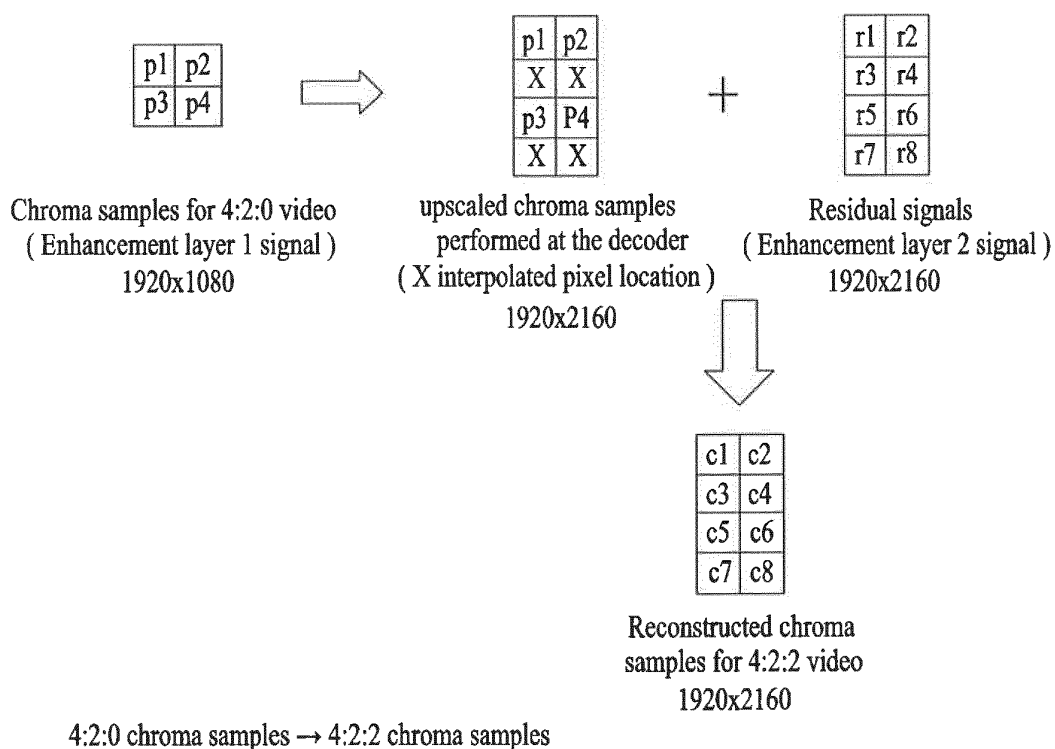 p1 p2
p3 p4
Chroma samples for 4:2:0 video
( Enhancement layer 1 signal )
1920x1080
p1 p2
X X
p3 P4
X X
upscaled chroma samples
performed at the decoder
( X interpolated pixel location )
1920x2160
+
r1 r2
r3 r4
r5 r6
r7 r8
Residual signals
( Enhancement layer 2 signal )
1920x2160
c1 c2
c3 c4
c5 c6
c7 c8
Reconstructed chroma
samples for 4:2:2 video
1920x2160
4:2:0 chroma samples → 4:2:2 chroma samples